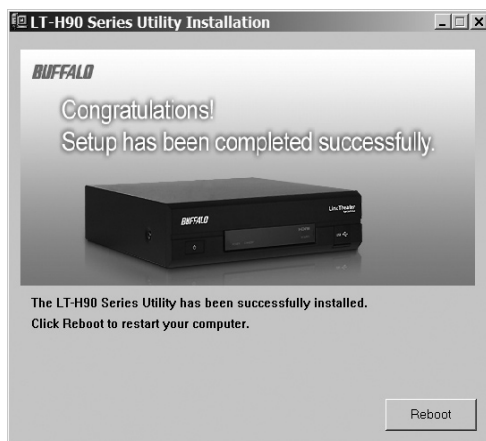 LT-H90 Series Utility Installation
BUFFALO
Congratulations!
Setup has been completed successfully.
BUFFALO
LinkTheater
HDMI
The LT-H90 Series Utility has been successfully installed.
Click Reboot to restart your computer.
Reboot